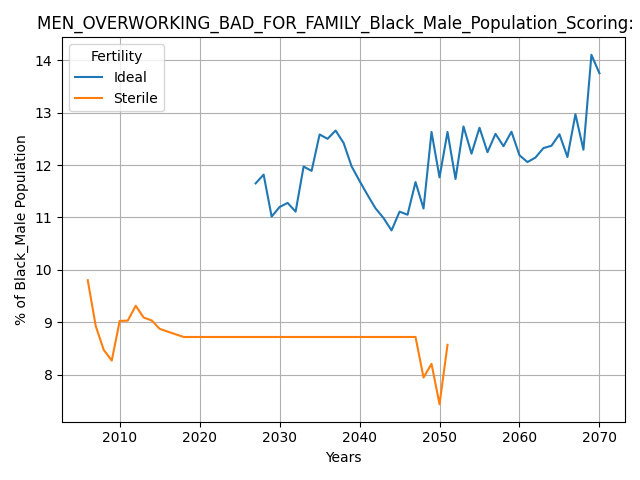 MEN_OVERWORKING_BAD_FOR_FAMILY_Black_Male_Population_Scoring:
Fertility
Ideal
Sterile
% of Black_Male Population
14
13
12
11
10
9
8
2010 2020 2030 2040 2050 2060 2070
Years